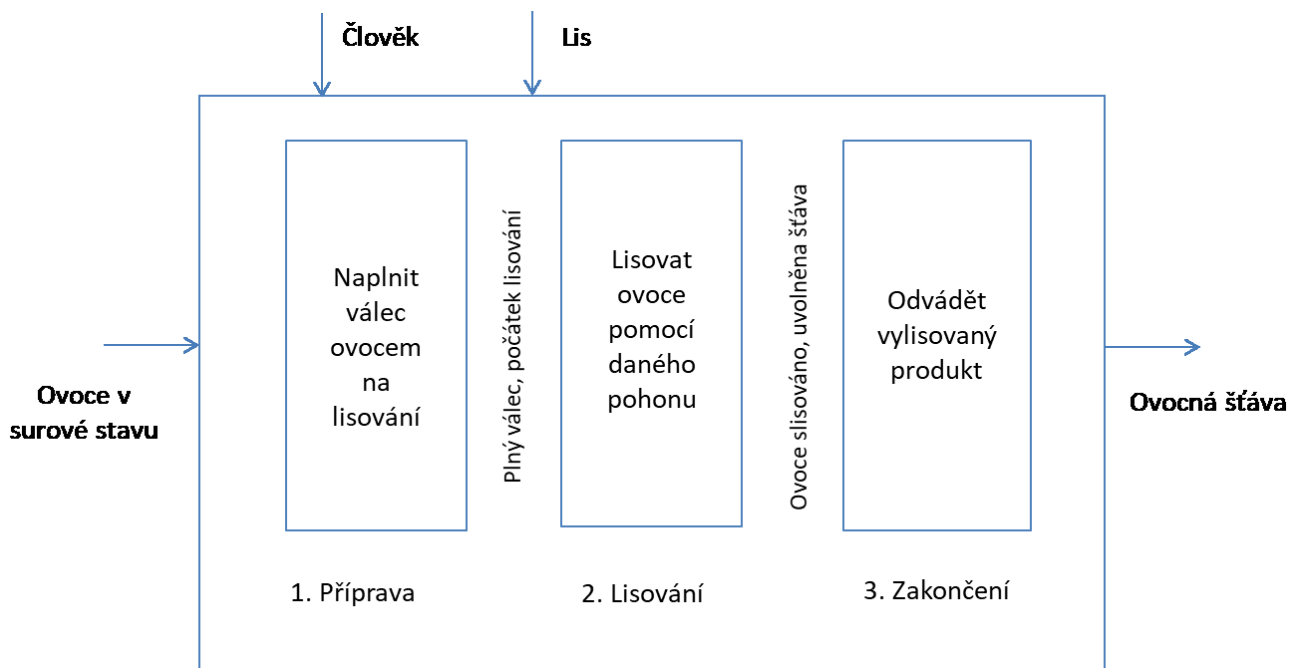 Člověk
Lis
Ovoce v
surové stavu
Naplnit
válec
ovocem
na
lisování
Plný válec, počátek lisování
Lisovat
ovoce
pomocí
daného
pohonu
Ovoce slisováno, uvolněna šťáva
Odvádět
vylisovaný
produkt
Ovocná šťáva
1. Příprava
2. Lisování
3. Zakončení